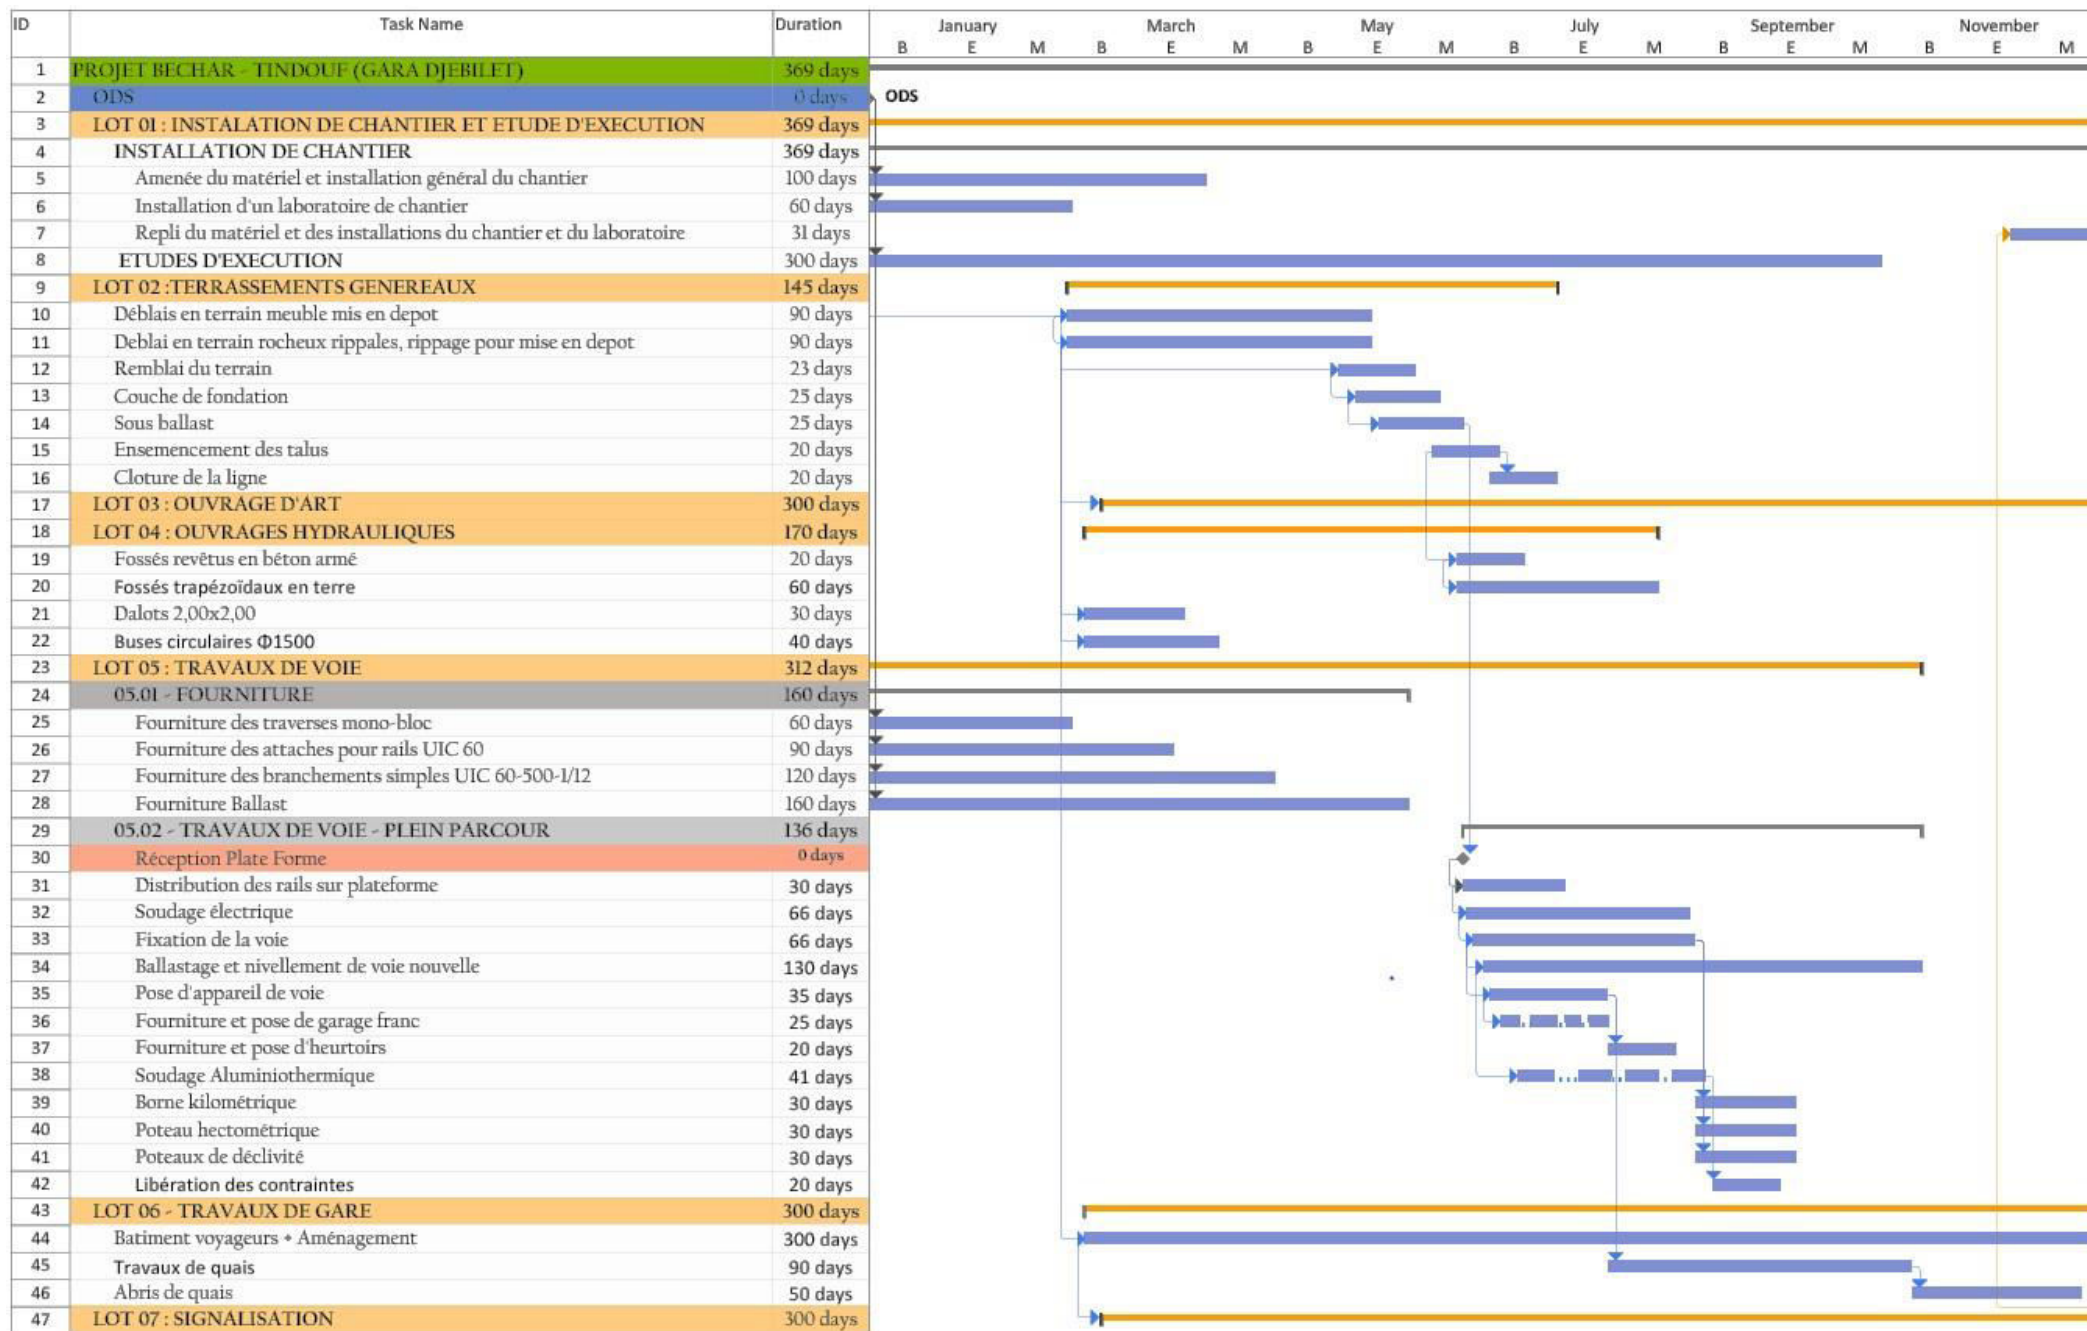 ID Task Name Duration January March May July September November
B E M B E M B E M B E M B E M B E M
1 PROJET BECHAR - TINDOUF (GARA DJEBILET) 369 days
2 ODS 0 days ODS
3 LOT 01 : INSTALATION DE CHANTIER ET ETUDE D'EXECUTION 369 days
4 INSTALLATION DE CHANTIER 369 days
5 Amenée du matériel et installation général du chantier 100 days
6 Installation d'un laboratoire de chantier 60 days
7 Repli du matériel et des installations du chantier et du laboratoire 31 days
8 ETUDES D'EXECUTION 300 days
9 LOT 02 :TERRASSEMENTS GENEREAUX 145 days
10 Déblais en terrain meuble mis en depot 90 days
11 Deblai en terrain rocheux rippales, rippage pour mise en depot 90 days
12 Remblai du terrain 23 days
13 Couche de fondation 25 days
14 Sous ballast 25 days
15 Ensemencement des talus 20 days
16 Cloture de la ligne 20 days
17 LOT 03 : OUVRAGE D'ART 300 days
18 LOT 04 : OUVRAGES HYDRAULIQUES 170 days
19 Fossés revêtus en béton armé 20 days
20 Fossés trapézoïdaux en terre 60 days
21 Dalots 2,00x2,00 30 days
22 Buses circulaires Φ1500 40 days
23 LOT 05 : TRAVAUX DE VOIE 312 days
24 05.01 - FOURNITURE 160 days
25 Fourniture des traverses mono-bloc 60 days
26 Fourniture des attaches pour rails UIC 60 90 days
27 Fourniture des branchements simples UIC 60-500-1/12 120 days
28 Fourniture Ballast 160 days
29 05.02 - TRAVAUX DE VOIE - PLEIN PARCOUR 136 days
30 Réception Plate Forme 0 days
31 Distribution des rails sur plateforme 30 days
32 Soudage électrique 66 days
33 Fixation de la voie 66 days
34 Ballastage et nivellement de voie nouvelle 130 days
35 Pose d'appareil de voie 35 days
36 Fourniture et pose de garage franc 25 days
37 Fourniture et pose d'heurtoirs 20 days
38 Soudage Aluminiothermique 41 days
39 Borne kilométrique 30 days
40 Poteau hectométrique 30 days
41 Poteaux de déclivité 30 days
42 Libération des contraintes 20 days
43 LOT 06 - TRAVAUX DE GARE 300 days
44 Batiment voyageurs + Aménagement 300 days
45 Travaux de quais 90 days
46 Abris de quais 50 days
47 LOT 07 : SIGNALISATION 300 days